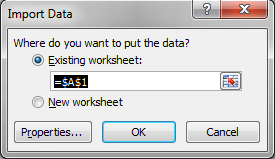 Import Data
Where do you want to put the data?
Existing worksheet:
=$A$1
New worksheet
Properties...
OK
Cancel